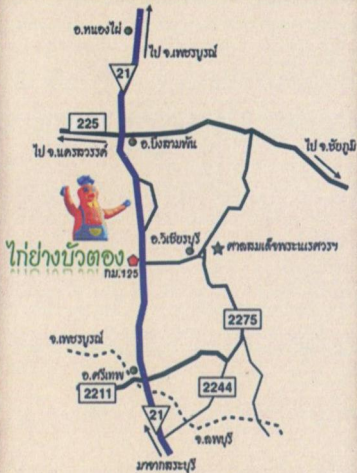 อ.หนองไผ่
ไป จ.เพชรบูรณ์
21
225
ไป จ.นครสวรรค์
อ.บึงสามพัน
ไป จ.ชัยภูมิ
ไก่ย่างบัวตอง
กม.125
อ.วิเชียรบุรี
ศาลสมเด็จพระนเรศวรฯ
2275
จ.เพชรบูรณ์
อ.ศรีเทพ
2211
2244
21
จ.ลพบุรี
มาจากสระบุรี